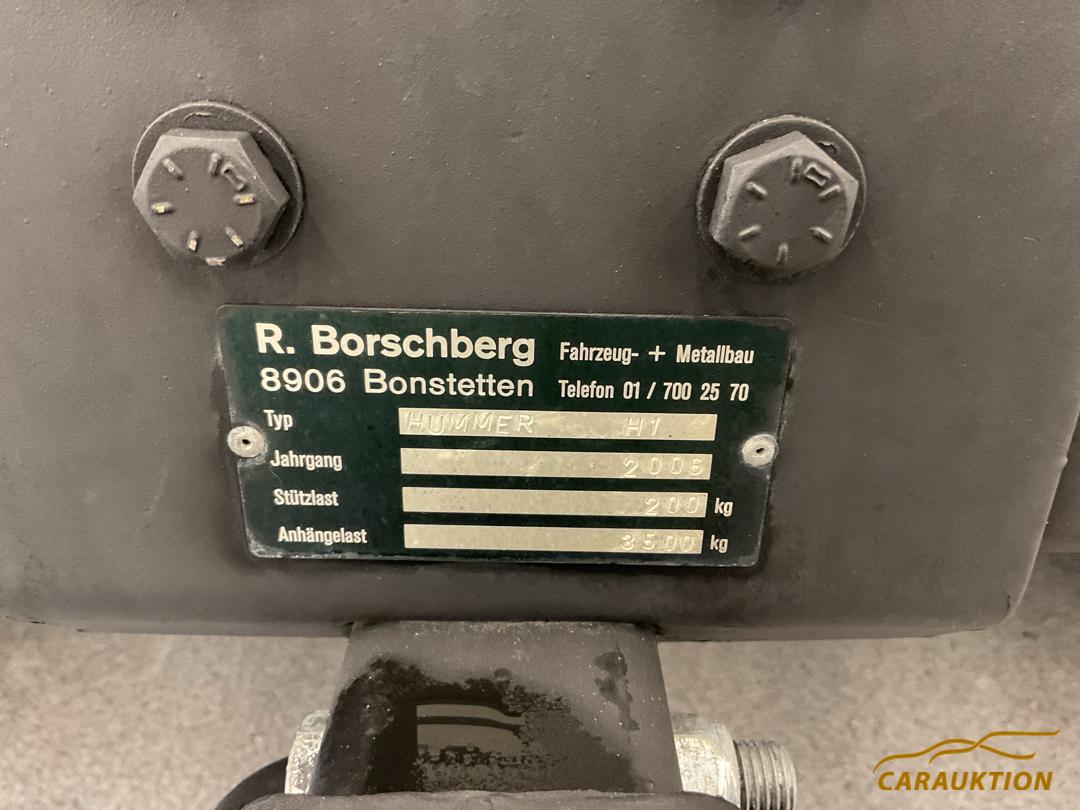 R. Borschberg Fahrzeug- + Metallbau
8906 Bonstetten Telefon 01 / 700 25 70
Typ HUMMER H1
Jahrgang 2006
Stützlast 200 kg
Anhängelast 3500 kg
CARAUKTION